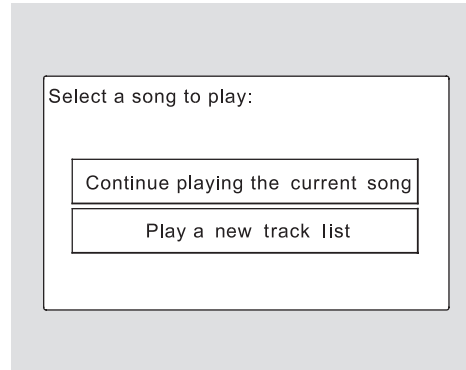 Select a song to play:
Continue playing the current song
Play a new track list